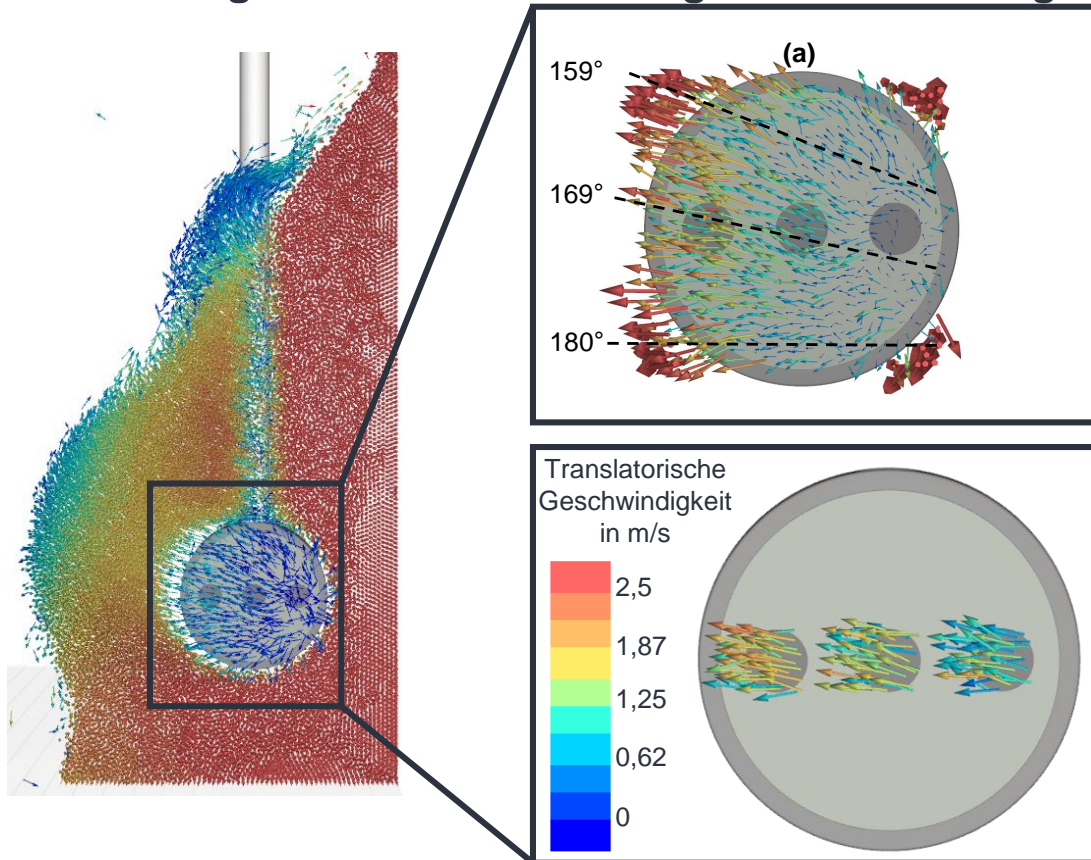 (a)
159°
169°
180°
Translatorische
Geschwindigkeit
in m/s
2,5
1,87
1,25
0,62
0